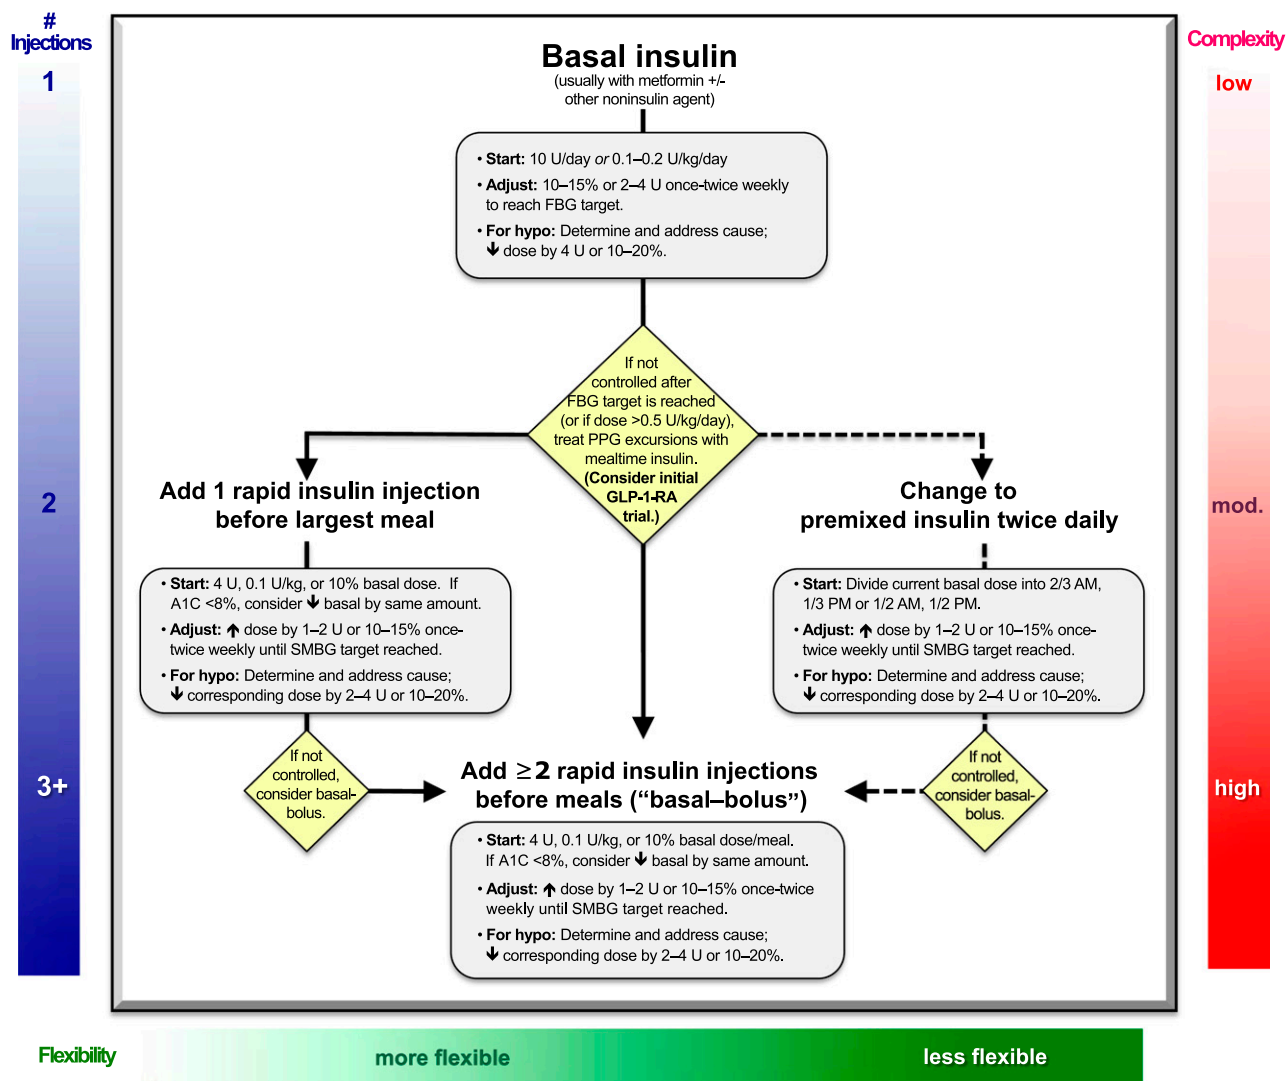 #
Injections
1
2
3+
Complexity
low
mod.
high
Basal insulin
(usually with metformin +/-
other noninsulin agent)
• Start: 10 U/day or 0.1–0.2 U/kg/day
• Adjust: 10–15% or 2–4 U once-twice weekly
to reach FBG target.
• For hypo: Determine and address cause;
↓ dose by 4 U or 10–20%.
If not
controlled after
FBG target is reached
(or if dose >0.5 U/kg/day),
treat PPG excursions with
mealtime insulin.
(Consider initial
GLP-1-RA
trial.)
Add 1 rapid insulin injection
before largest meal
• Start: 4 U, 0.1 U/kg, or 10% basal dose. If
A1C <8%, consider ↓ basal by same amount.
• Adjust: ↑ dose by 1–2 U or 10–15% once-
twice weekly until SMBG target reached.
• For hypo: Determine and address cause;
↓ corresponding dose by 2–4 U or 10–20%.
If not
controlled,
consider basal-
bolus.
Change to
premixed insulin twice daily
• Start: Divide current basal dose into 2/3 AM,
1/3 PM or 1/2 AM, 1/2 PM.
• Adjust: ↑ dose by 1–2 U or 10–15% once-
twice weekly until SMBG target reached.
• For hypo: Determine and address cause;
↓ corresponding dose by 2–4 U or 10–20%.
If not
controlled,
consider basal-
bolus.
Add ≥2 rapid insulin injections
before meals (“basal–bolus”)
• Start: 4 U, 0.1 U/kg, or 10% basal dose/meal.
If A1C <8%, consider ↓ basal by same amount.
• Adjust: ↑ dose by 1–2 U or 10–15% once-twice
weekly until SMBG target reached.
• For hypo: Determine and address cause;
↓ corresponding dose by 2–4 U or 10–20%.
Flexibility
more flexible
less flexible